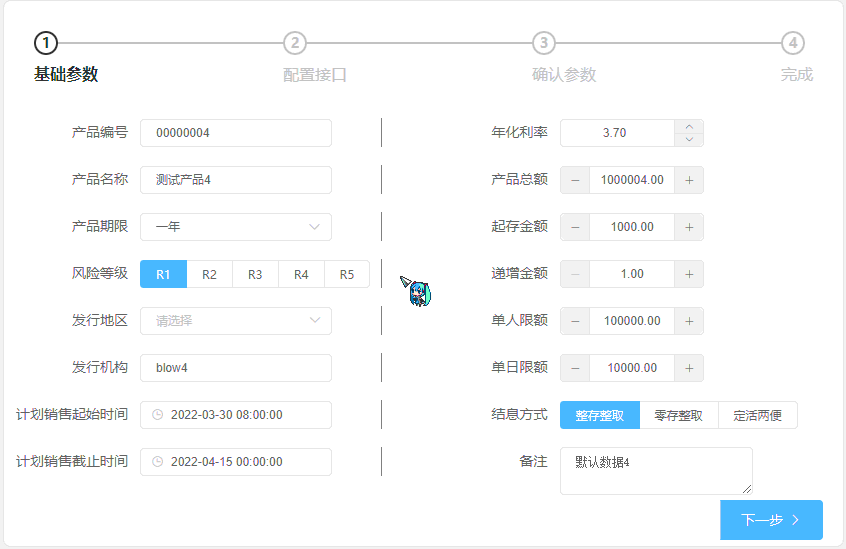 1 2 3 4
基础参数 配置接口 确认参数 完成
产品编号 00000004
年化利率 3.70
产品名称 测试产品4
产品总额 − 1000004.00 +
产品期限 一年
起存金额 − 1000.00 +
风险等级 R1 R2 R3 R4 R5
递增金额 − 1.00 +
发行地区 请选择
单人限额 − 100000.00 +
发行机构 blow4
单日限额 − 10000.00 +
计划销售起始时间 2022-03-30 08:00:00
结息方式 整存整取 零存整取 定活两便
计划销售截止时间 2022-04-15 00:00:00
备注 默认数据4
下一步 >